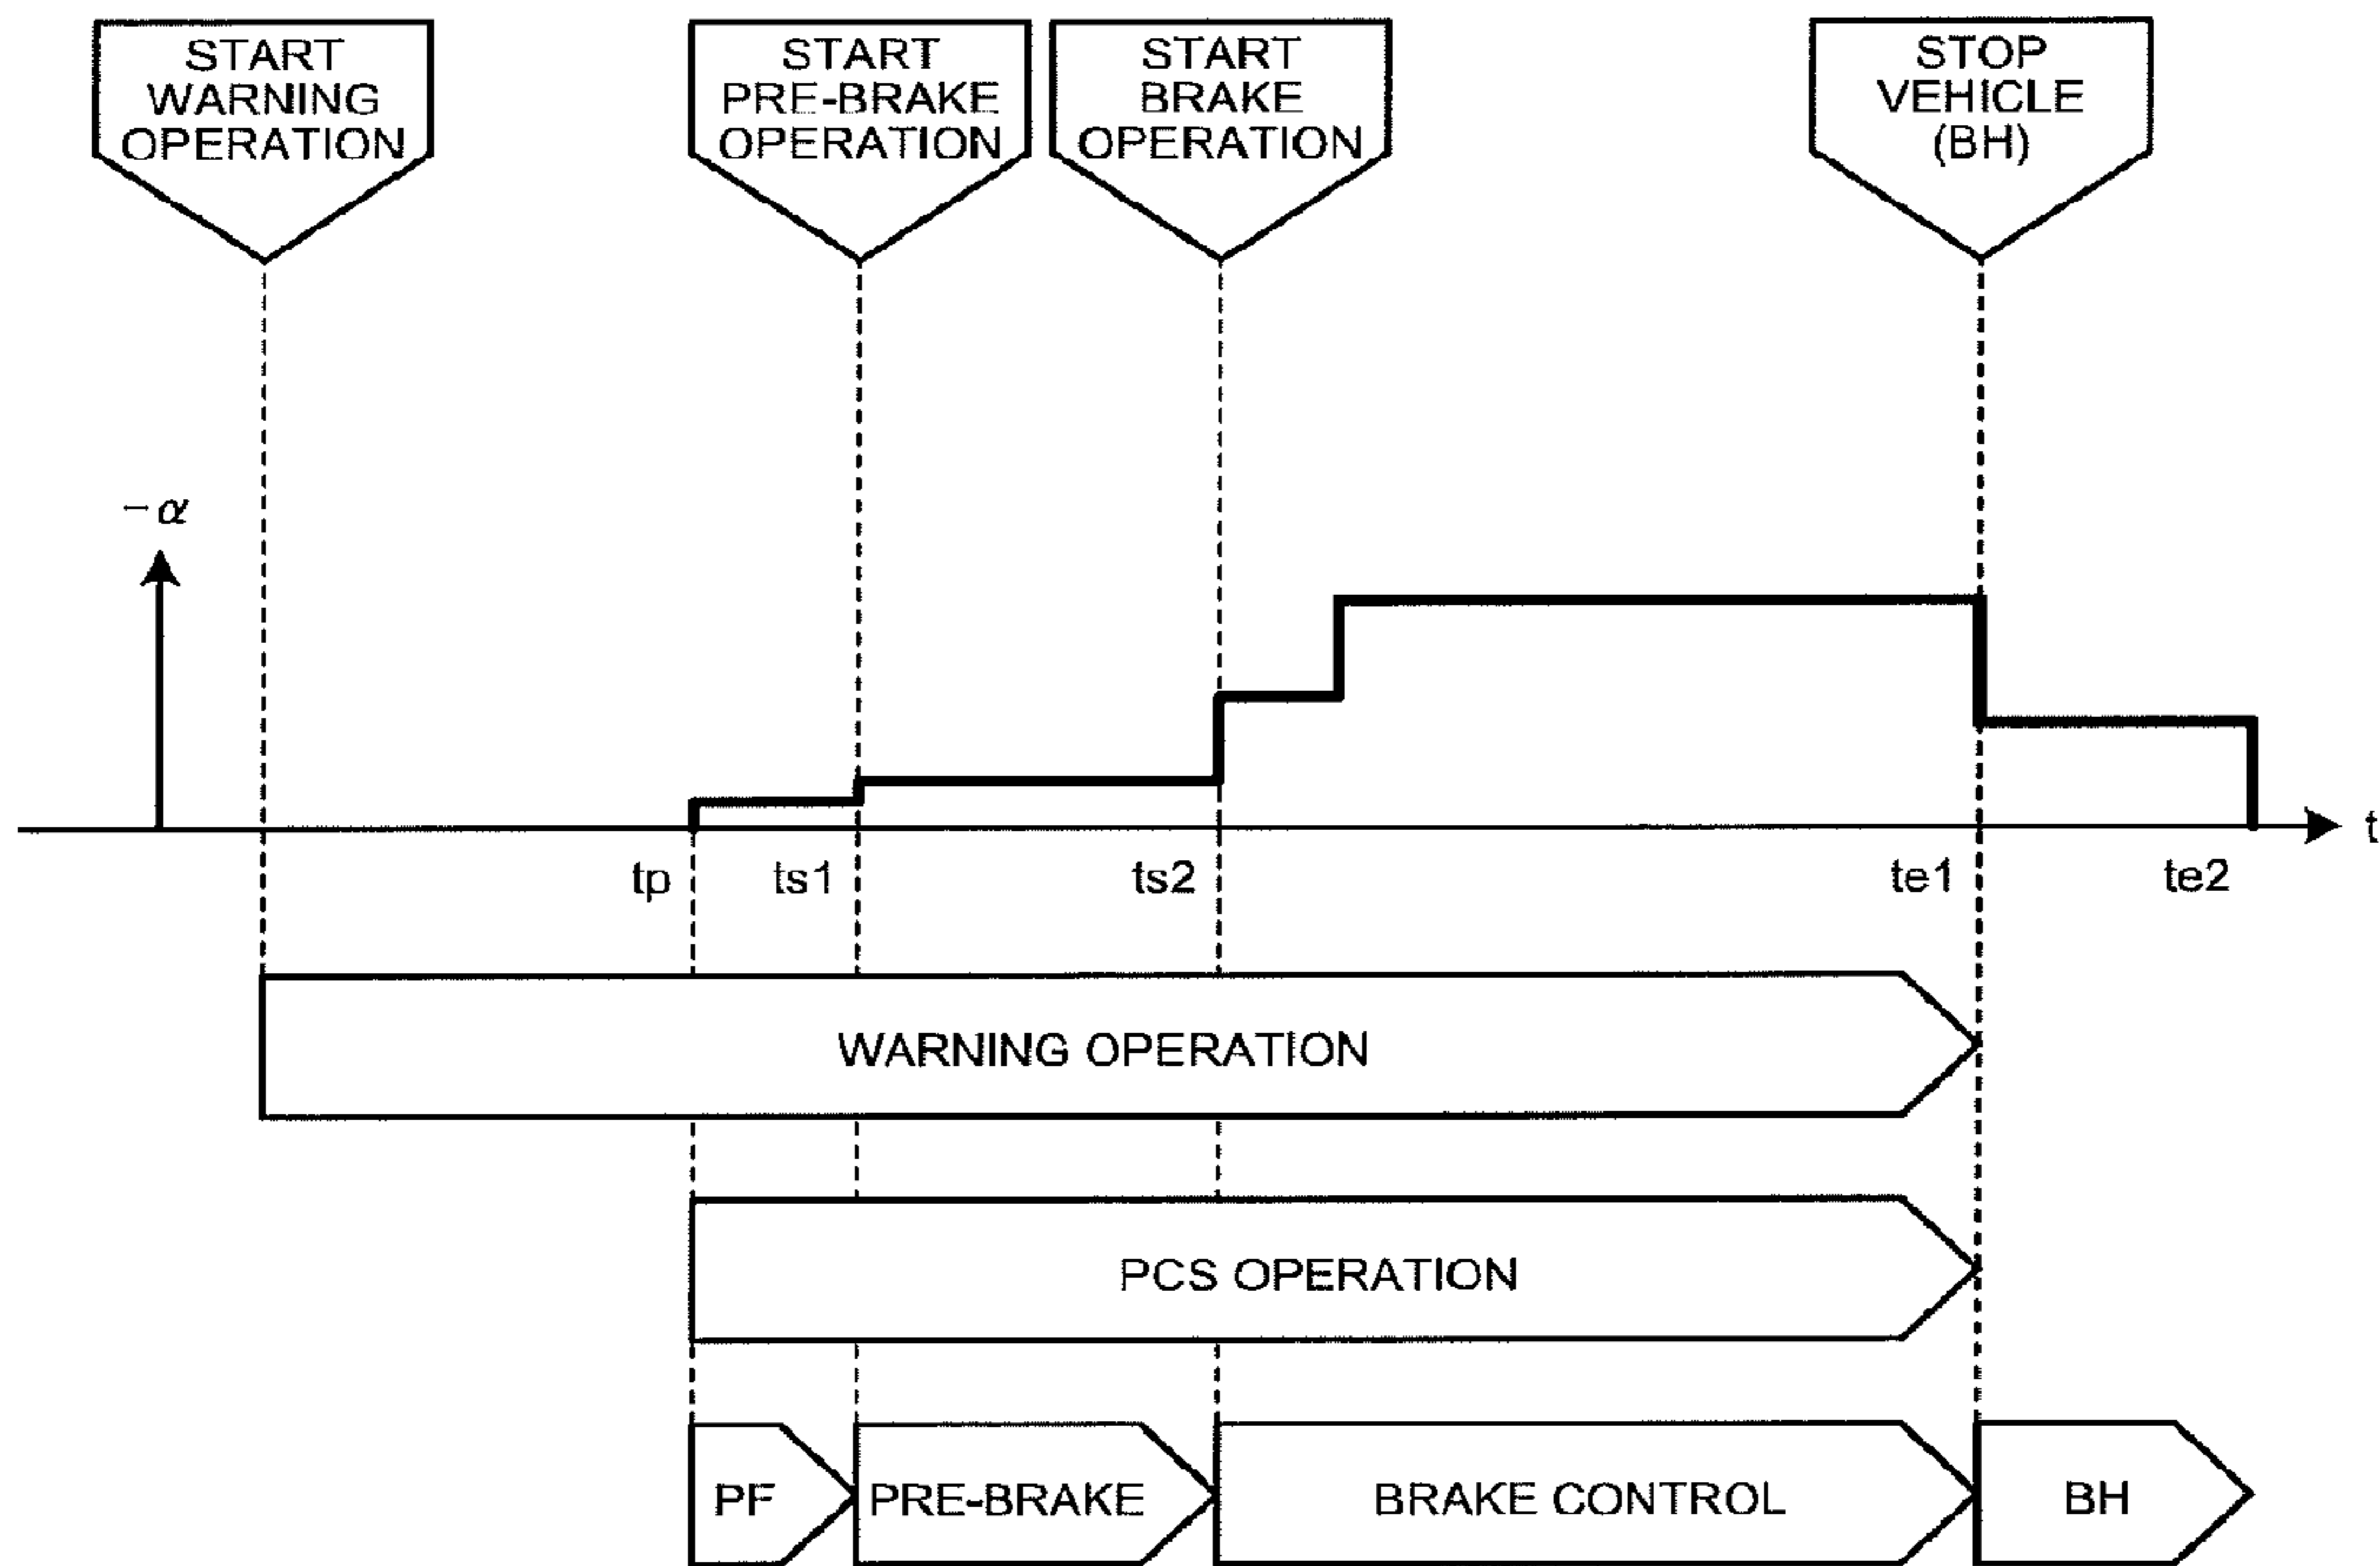 START
WARNING
OPERATION
START
PRE-BRAKE
OPERATION
START
BRAKE
OPERATION
STOP
VEHICLE
(BH)
-α
t
tp
ts1
ts2
te1
te2
WARNING OPERATION
PCS OPERATION
PF
PRE-BRAKE
BRAKE CONTROL
BH